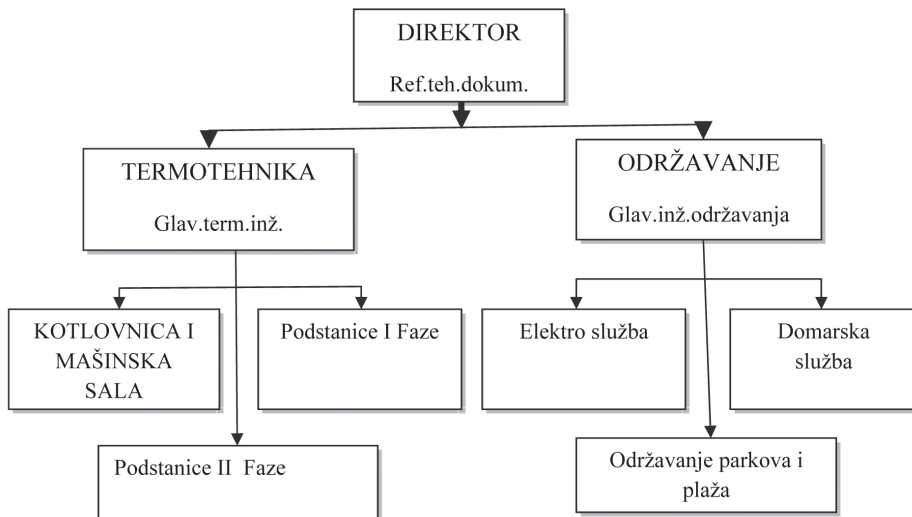 DIREKTOR
Ref.teh.dokum.
TERMOTEHNIKA
Glav.term.inž.
ODRŽAVANJE
Glav.inž.održavanja
KOTLOVNICA I
MAŠINSKA
SALA
Podstanice I Faze
Elektro služba
Domarska
služba
Podstanice II  Faze
Održavanje parkova i
plaža